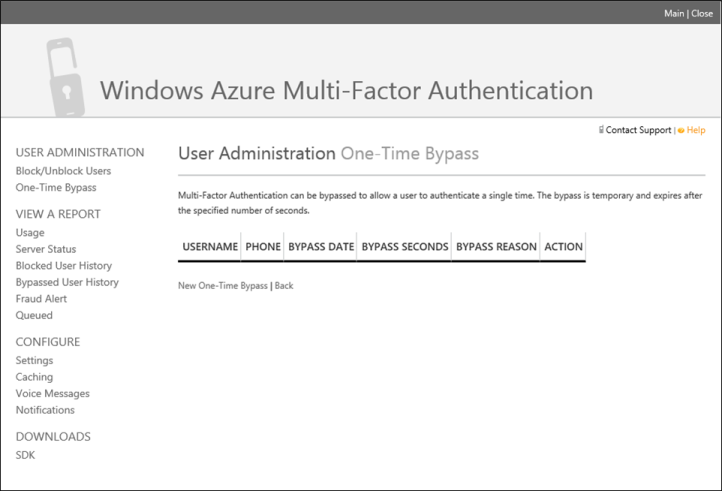 Main | Close
Windows Azure Multi-Factor Authentication
Contact Support | Help
USER ADMINISTRATION
Block/Unblock Users
One-Time Bypass
VIEW A REPORT
Usage
Server Status
Blocked User History
Bypassed User History
Fraud Alert
Queued
CONFIGURE
Settings
Caching
Voice Messages
Notifications
DOWNLOADS
SDK
User Administration One-Time Bypass
Multi-Factor Authentication can be bypassed to allow a user to authenticate a single time. The bypass is temporary and expires after
the specified number of seconds.
USERNAME PHONE BYPASS DATE BYPASS SECONDS BYPASS REASON ACTION
New One-Time Bypass | Back